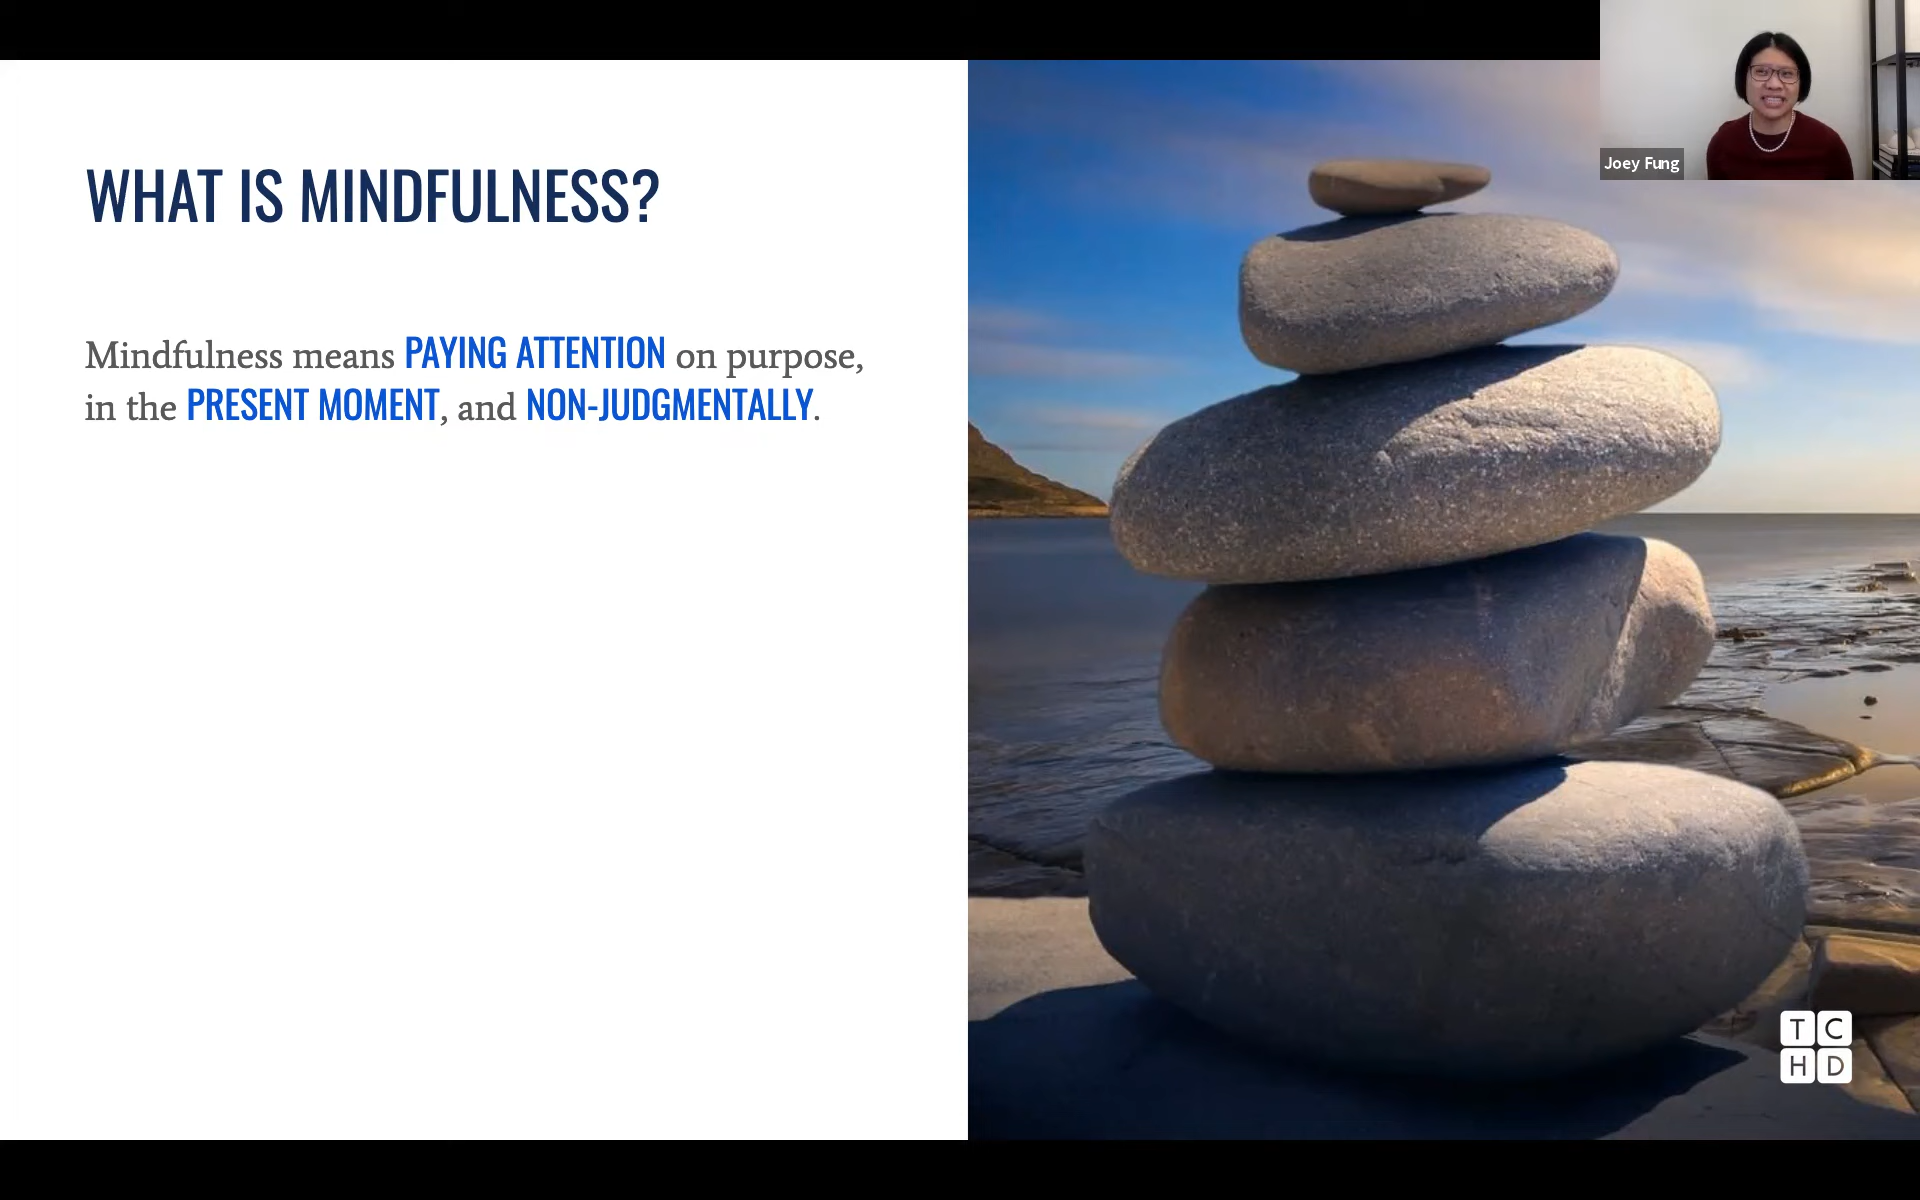 WHAT IS MINDFULNESS?
Mindfulness means PAYING ATTENTION on purpose,
in the PRESENT MOMENT, and NON-JUDGMENTALLY.
Joey Fung
T C
H D